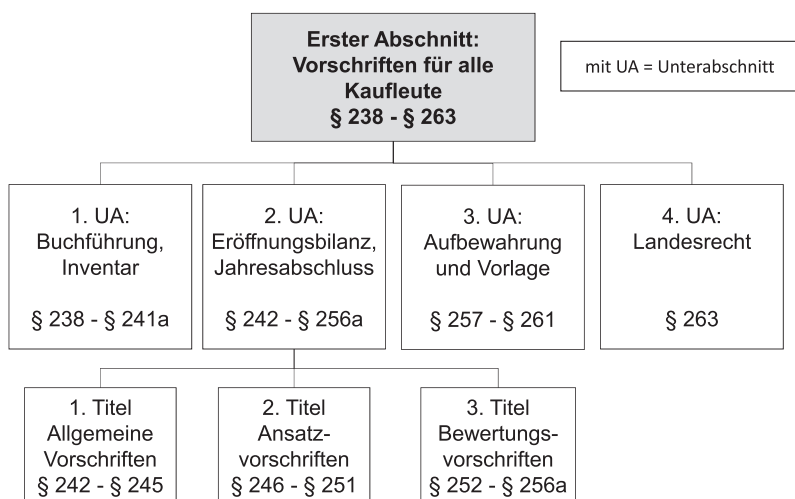 Erster Abschnitt:
Vorschriften für alle
Kaufleute
§ 238 - § 263
mit UA = Unterabschnitt
1. UA:
Buchführung,
Inventar
§ 238 - § 241a
2. UA:
Eröffnungsbilanz,
Jahresabschluss
§ 242 - § 256a
3. UA:
Aufbewahrung
und Vorlage
§ 257 - § 261
4. UA:
Landesrecht
§ 263
1. Titel
Allgemeine
Vorschriften
§ 242 - § 245
2. Titel
Ansatz-
vorschriften
§ 246 - § 251
3. Titel
Bewertungs-
vorschriften
§ 252 - § 256a